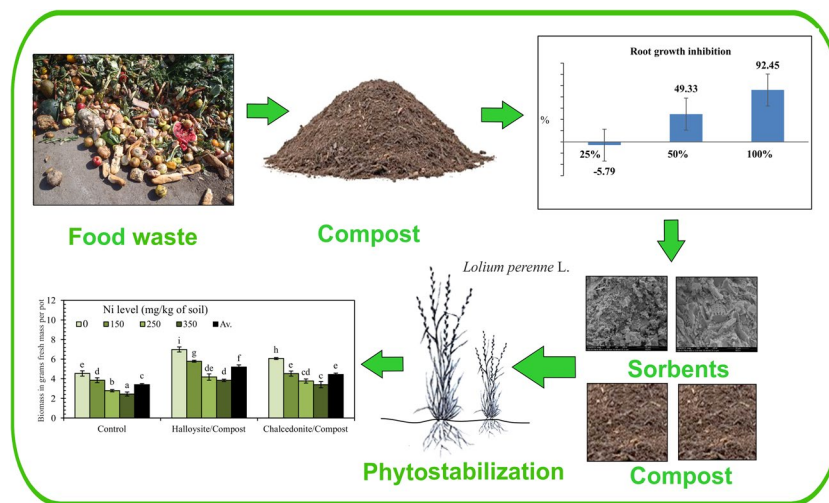 Root growth inhibition
92.45
49.33
%
25%
50%
100%
-5.79
Food waste
Compost
Lolium perenne L.
Ni level (mg/kg of soil)
0 150 250 350 Av.
Biomass in grams fresh mass per pot
12
10
8
6
4
2
0
e d b a c
i g de d f
h e cd c e
Control
Halloysite/Compost
Chalcedonite/Compost
Sorbents
Phytostabilization
Compost